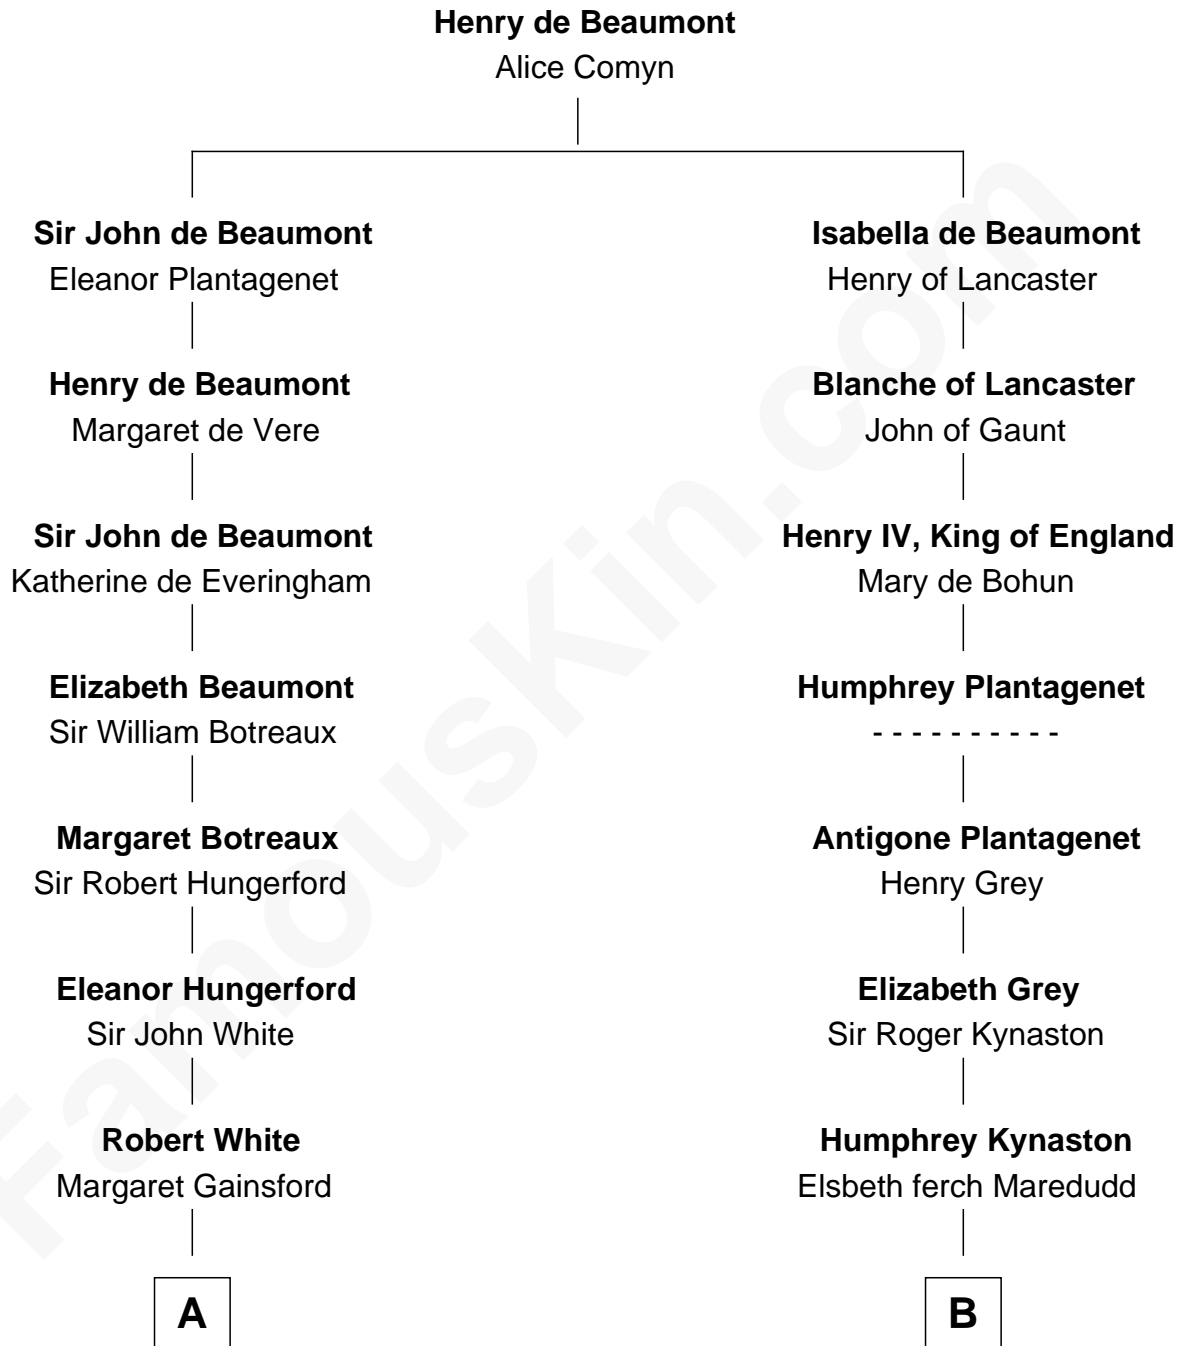 Henry de Beaumont
Alice Comyn
Sir John de Beaumont
Eleanor Plantagenet
Henry de Beaumont
Margaret de Vere
Sir John de Beaumont
Katherine de Everingham
Elizabeth Beaumont
Sir William Botreaux
Margaret Botreaux
Sir Robert Hungerford
Eleanor Hungerford
Sir John White
Robert White
Margaret Gainsford
A
Isabella de Beaumont
Henry of Lancaster
Blanche of Lancaster
John of Gaunt
Henry IV, King of England
Mary de Bohun
Humphrey Plantagenet
- - - - - - - - - -
Antigone Plantagenet
Henry Grey
Elizabeth Grey
Sir Roger Kynaston
Humphrey Kynaston
Elsbeth ferch Maredudd
B
FamousKin.com